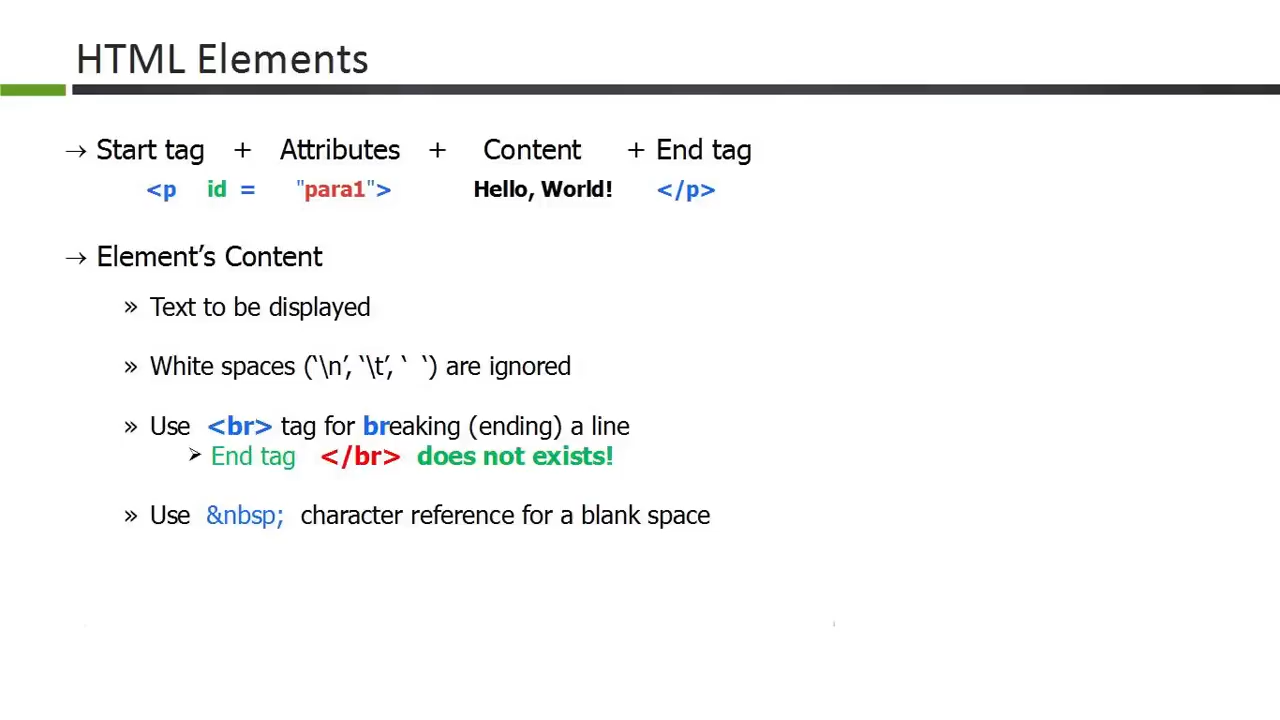 HTML Elements
→ Start tag + Attributes + Content + End tag
<p id = "para1"> Hello, World! </p>
→ Element’s Content
» Text to be displayed
» White spaces (‘\n’, ‘\t’, ‘ ‘) are ignored
» Use <br> tag for breaking (ending) a line
➢ End tag </br> does not exists!
» Use &nbsp; character reference for a blank space